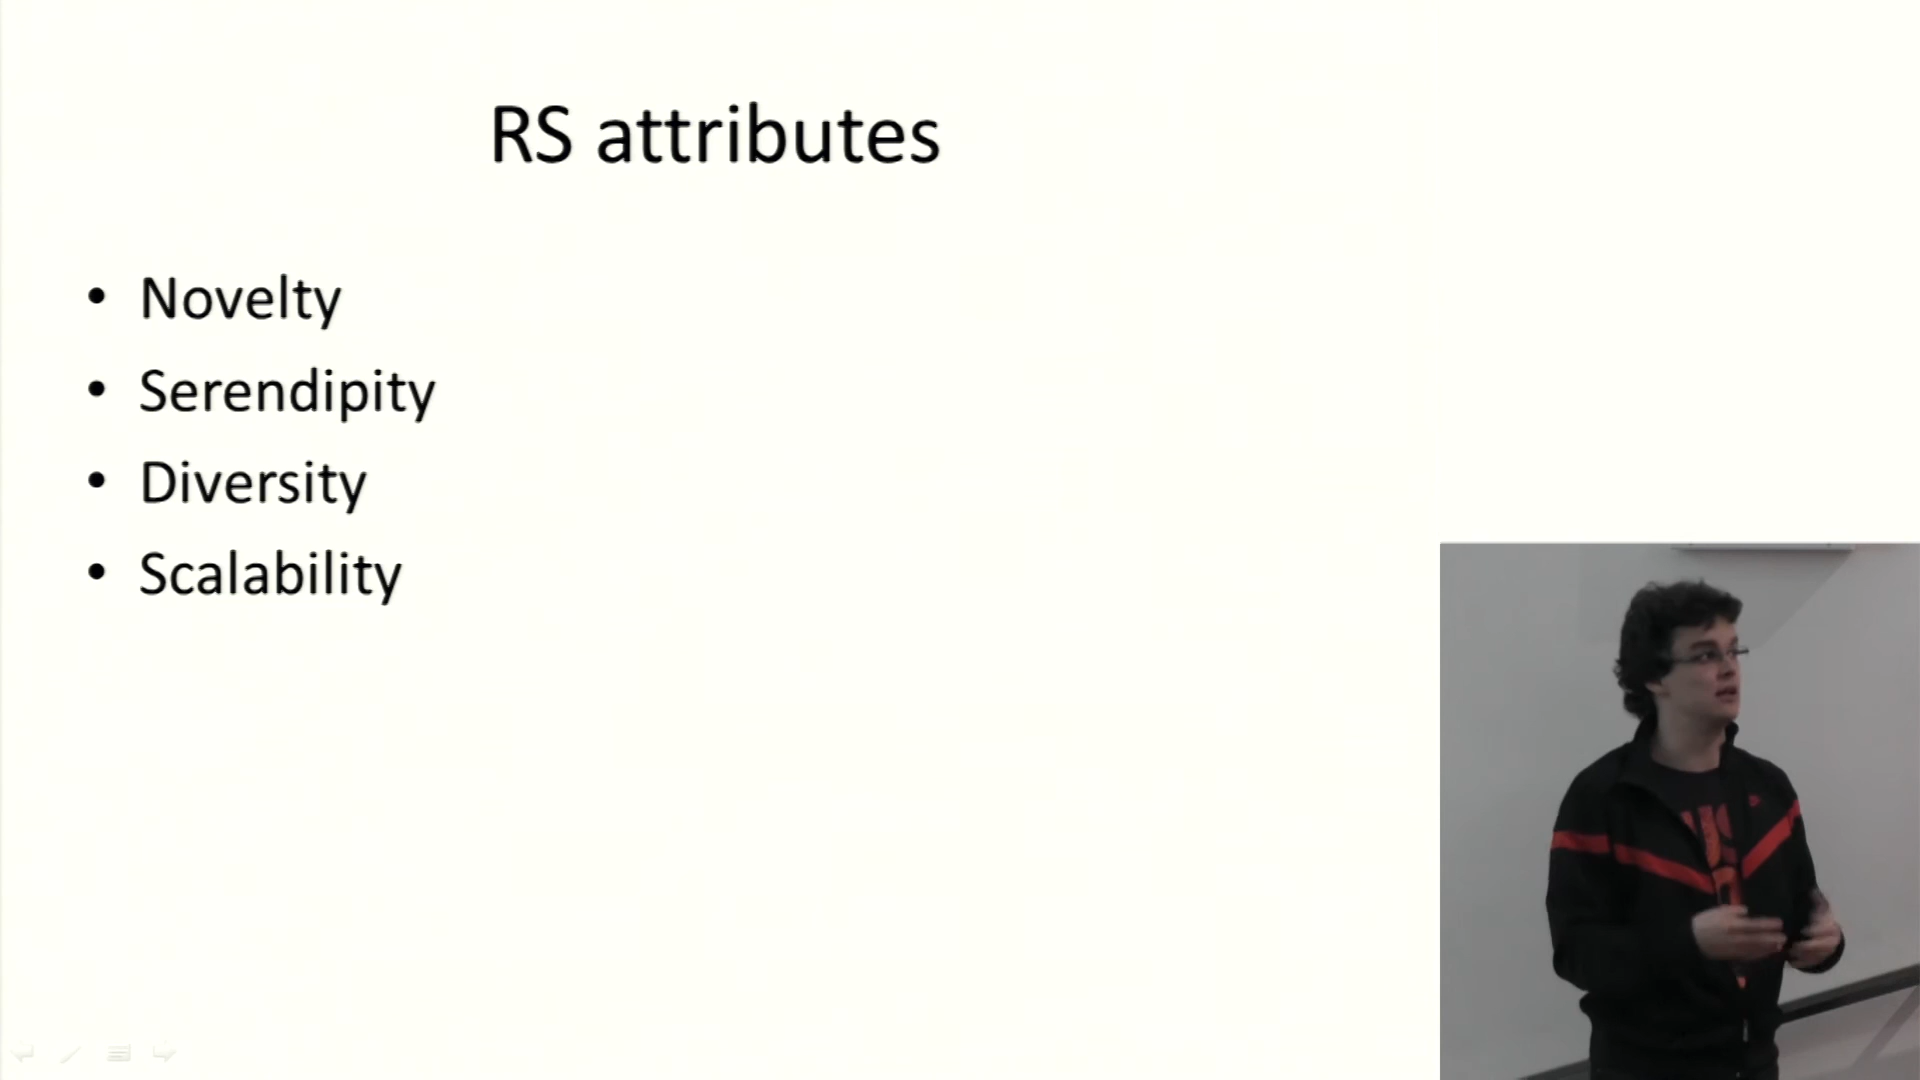 RS attributes
• Novelty
• Serendipity
• Diversity
• Scalability